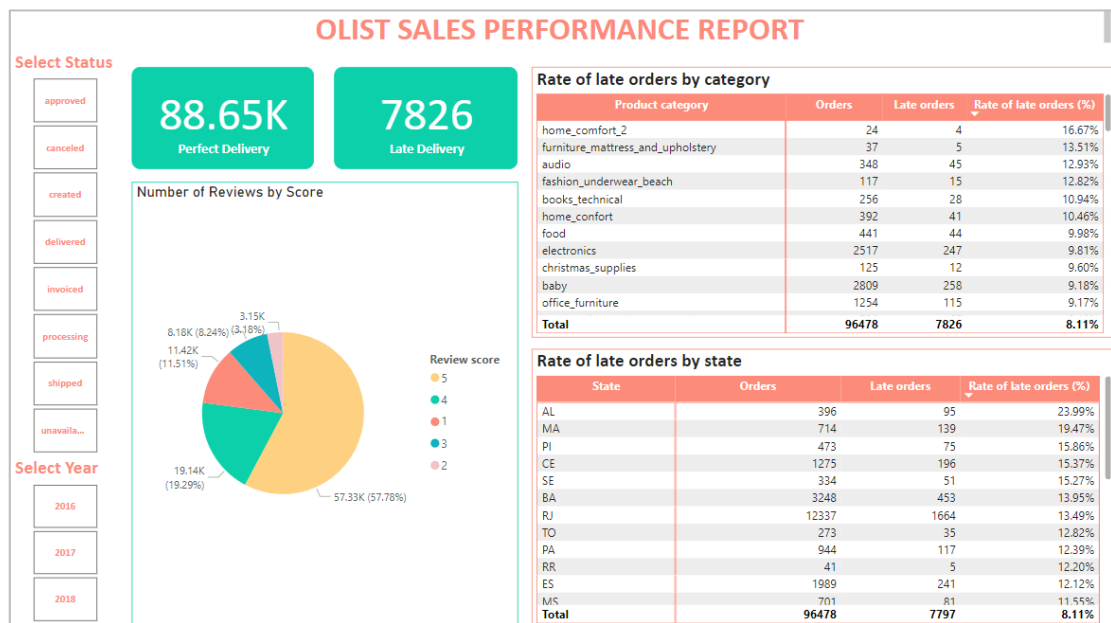 OLIST SALES PERFORMANCE REPORT
Select Status
approved
canceled
created
delivered
invoiced
processing
shipped
unavaila...
Select Year
2016
2017
2018
88.65K
Perfect Delivery
7826
Late Delivery
Number of Reviews by Score
3.15K
(3.18%)
8.18K (8.24%)
11.42K
(11.51%)
19.14K
(19.29%)
57.33K (57.78%)
Review score
5
4
1
3
2
Rate of late orders by category
Product category Orders Late orders Rate of late orders (%)
home_comfort_2 24 4 16.67%
furniture_mattress_and_upholstery 37 5 13.51%
audio 348 45 12.93%
fashion_underwear_beach 117 15 12.82%
books_technical 256 28 10.94%
home_confort 392 41 10.46%
food 441 44 9.98%
electronics 2517 247 9.81%
christmas_supplies 125 12 9.60%
baby 2809 258 9.18%
office_furniture 1254 115 9.17%
Total 96478 7826 8.11%
Rate of late orders by state
State Orders Late orders Rate of late orders (%)
AL 396 95 23.99%
MA 714 139 19.47%
PI 473 75 15.86%
CE 1275 196 15.37%
SE 334 51 15.27%
BA 3248 453 13.95%
RJ 12337 1664 13.49%
TO 273 35 12.82%
PA 944 117 12.39%
RR 41 5 12.20%
ES 1989 241 12.12%
MS 701 81 11.55%
Total 96478 7797 8.11%